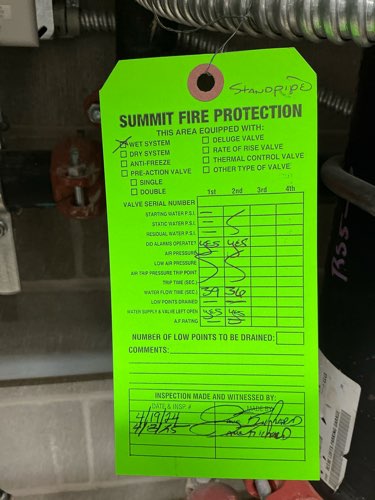 STANDPIPE
SUMMIT FIRE PROTECTION
THIS AREA EQUIPPED WITH:
WET SYSTEM
DRY SYSTEM
ANTI-FREEZE
PRE-ACTION VALVE
SINGLE
DOUBLE
DELUGE VALVE
RATE OF RISE VALVE
THERMAL CONTROL VALVE
OTHER TYPE OF VALVE
1st 2nd 3rd 4th
VALVE SERIAL NUMBER
STARTING WATER P.S.I.
STATIC WATER P.S.I.
RESIDUAL WATER P.S.I.
DID ALARMS OPERATE? YES YES
AIR PRESSURE
LOW AIR PRESSURE
AIR TRIP PRESSURE TRIP POINT
TRIP TIME (SEC.)
WATER FLOW TIME (SEC.) 39 36
LOW POINTS DRAINED
WATER SUPPLY & VALVE LEFT OPEN YES YES
A.F. RATING
NUMBER OF LOW POINTS TO BE DRAINED:
COMMENTS:
INSPECTION MADE AND WITNESSED BY:
DATE & INSP. # MADE BY
4/19/24